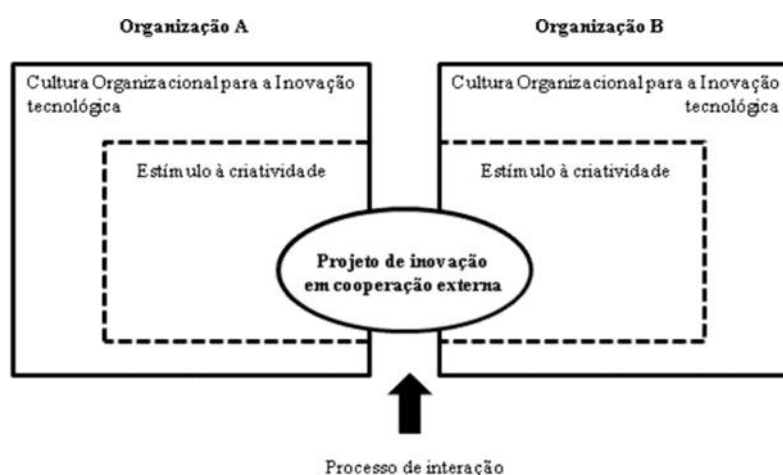 Organização A
Organização B
Cultura Organizacional para a Inovação
tecnológica
Cultura Organizacional para a Inovação
tecnológica
Estímulo à criatividade
Estímulo à criatividade
Projeto de inovação
em cooperação externa
Processo de interação